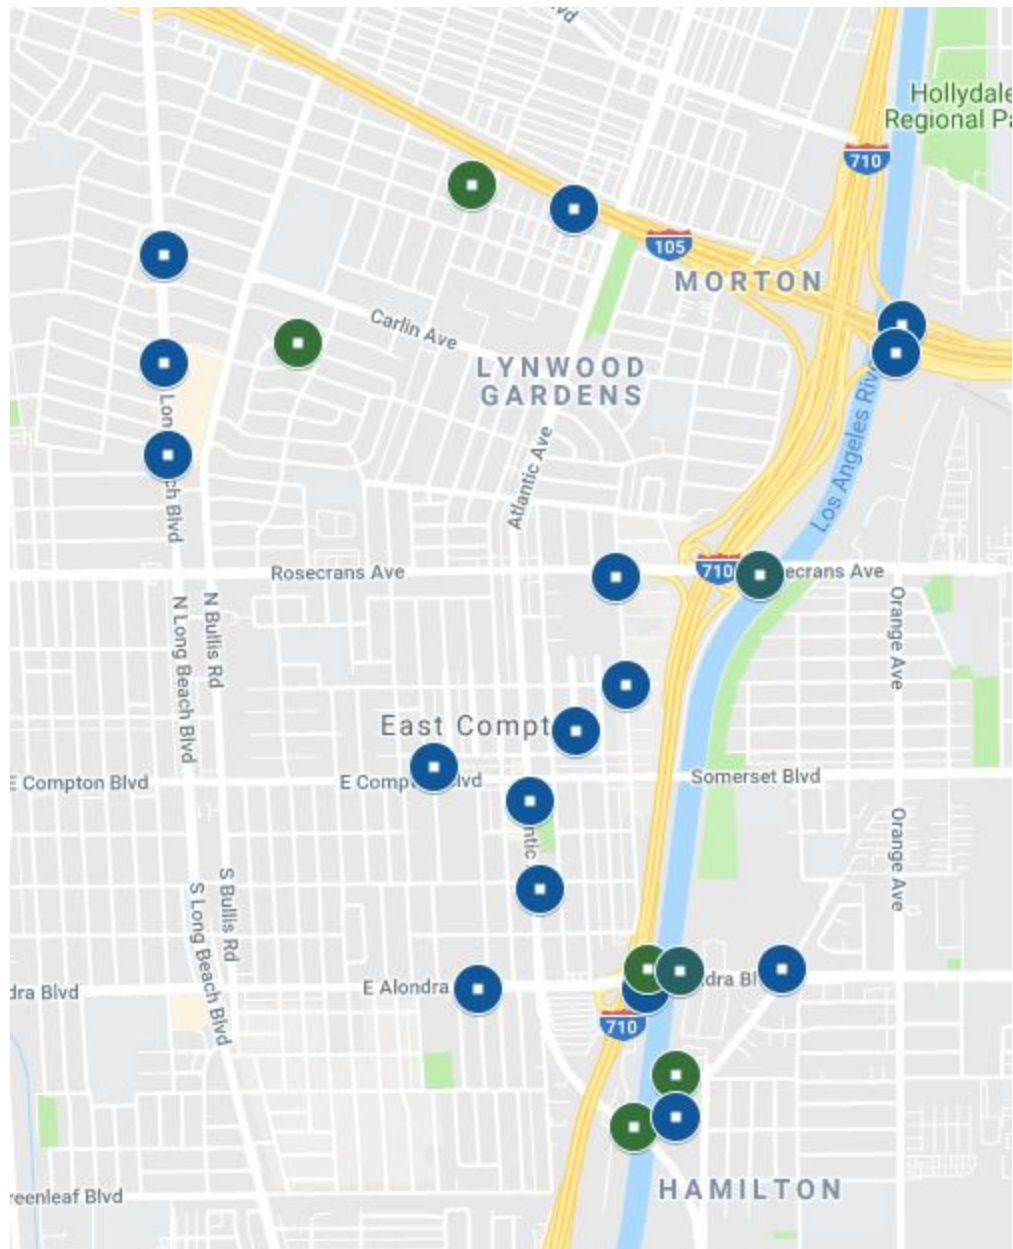 vd
Hollydale
Regional Pa
710
105
MORTON
Carlin Ave
LYNWOOD
GARDENS
Lon
ch Blvd
Atlantic Ave
Los Angeles Riv
Rosecrans Ave
710
ecrans Ave
N Long Beach Blvd
N Bullis Rd
Orange Ave
East Compt
E Compton Blvd
E Comp
lvd
Somerset Blvd
ntic
Orange Ave
S Long Beach Blvd
S Bullis Rd
dra Blvd
E Alondra
dra Bl
710
reenleaf Blvd
HAMILTON